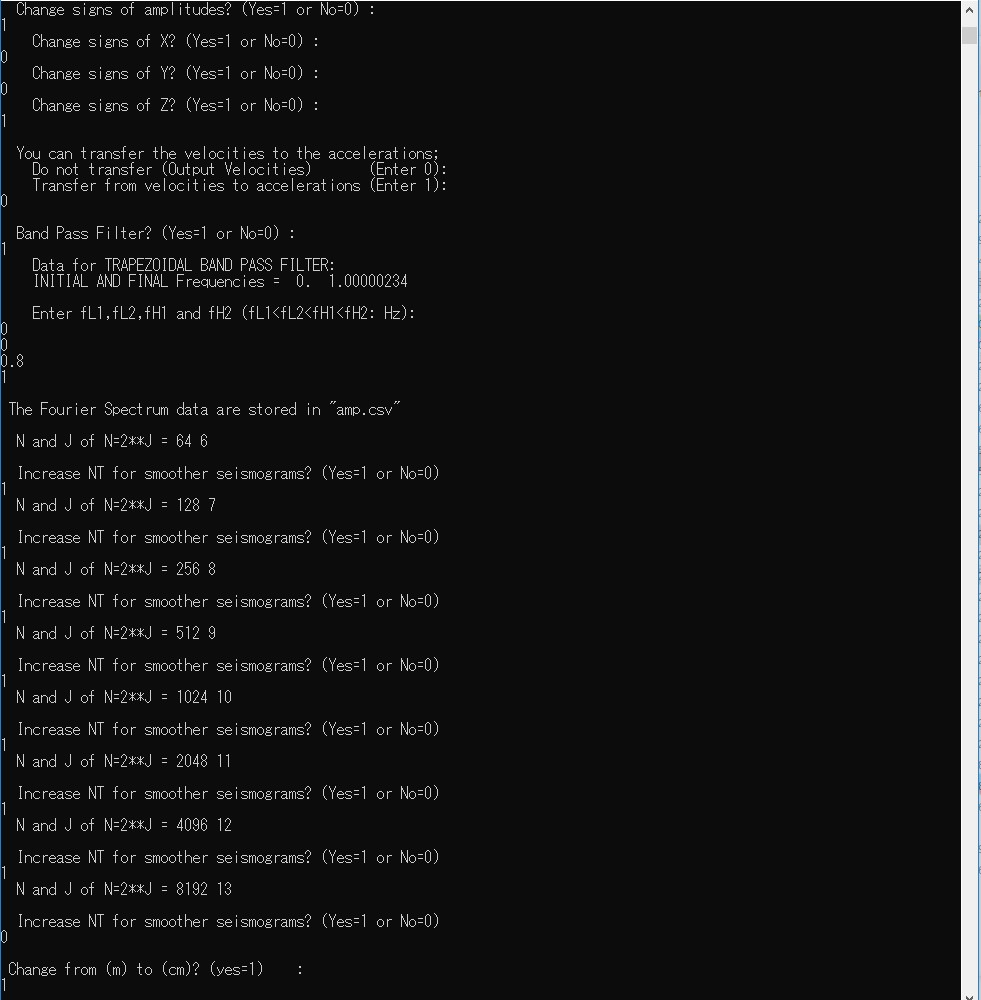 Change signs of amplitudes? (Yes=1 or No=0) :
1
Change signs of X? (Yes=1 or No=0) :
0
Change signs of Y? (Yes=1 or No=0) :
0
Change signs of Z? (Yes=1 or No=0) :
1
You can transfer the velocities to the accelerations;
Do not transfer (Output Velocities)       (Enter 0):
Transfer from velocities to accelerations (Enter 1):
0
Band Pass Filter? (Yes=1 or No=0) :
1
Data for TRAPEZOIDAL BAND PASS FILTER:
INITIAL AND FINAL Frequencies =  0.  1.00000234
Enter fL1,fL2,fH1 and fH2 (fL1<fL2<fH1<fH2: Hz):
0
0
0.8
1
The Fourier Spectrum data are stored in "amp.csv"
N and J of N=2**J = 64 6
Increase NT for smoother seismograms? (Yes=1 or No=0)
1
N and J of N=2**J = 128 7
Increase NT for smoother seismograms? (Yes=1 or No=0)
1
N and J of N=2**J = 256 8
Increase NT for smoother seismograms? (Yes=1 or No=0)
1
N and J of N=2**J = 512 9
Increase NT for smoother seismograms? (Yes=1 or No=0)
1
N and J of N=2**J = 1024 10
Increase NT for smoother seismograms? (Yes=1 or No=0)
1
N and J of N=2**J = 2048 11
Increase NT for smoother seismograms? (Yes=1 or No=0)
1
N and J of N=2**J = 4096 12
Increase NT for smoother seismograms? (Yes=1 or No=0)
1
N and J of N=2**J = 8192 13
Increase NT for smoother seismograms? (Yes=1 or No=0)
0
Change from (m) to (cm)? (yes=1)    :
1